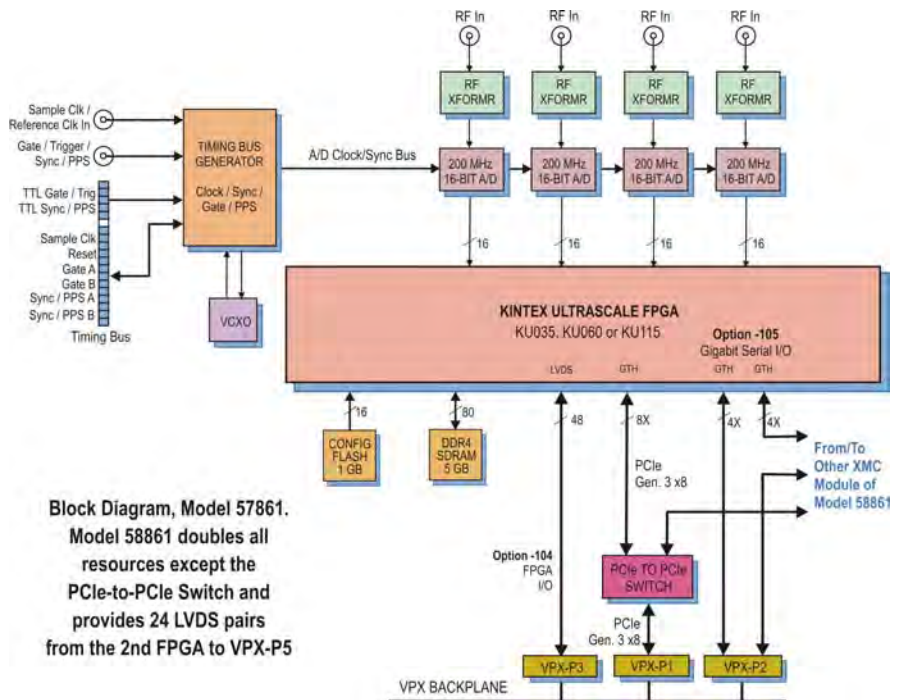 RF In
RF In
RF In
RF In
RF
XFORMR
RF
XFORMR
RF
XFORMR
RF
XFORMR
Sample Clk /
Reference Clk In
Gate / Trigger /
Sync / PPS
TTL Gate / Trig
TTL Sync / PPS
Sample Clk
Reset
Gate A
Gate B
Sync / PPS A
Sync / PPS B
Timing Bus
TIMING BUS
GENERATOR
Clock / Sync /
Gate / PPS
VCXO
A/D Clock/Sync Bus
200 MHz
16-BIT A/D
200 MHz
16-BIT A/D
200 MHz
16-BIT A/D
200 MHz
16-BIT A/D
16
16
16
16
KINTEX ULTRASCALE FPGA
KU035, KU060 or KU115
Option -105
Gigabit Serial I/O
LVDS
GTH
GTH
GTH
16
80
48
8X
4X
4X
CONFIG
FLASH
1 GB
DDR4
SDRAM
5 GB
PCIe
Gen. 3 x8
From/To
Other XMC
Module of
Model 58861
Option -104
FPGA
I/O
PCIe TO PCIe
SWITCH
PCIe
Gen. 3 x8
VPX-P3
VPX-P1
VPX-P2
VPX BACKPLANE
Block Diagram, Model 57861.
Model 58861 doubles all
resources except the
PCIe-to-PCIe Switch and
provides 24 LVDS pairs
from the 2nd FPGA to VPX-P5